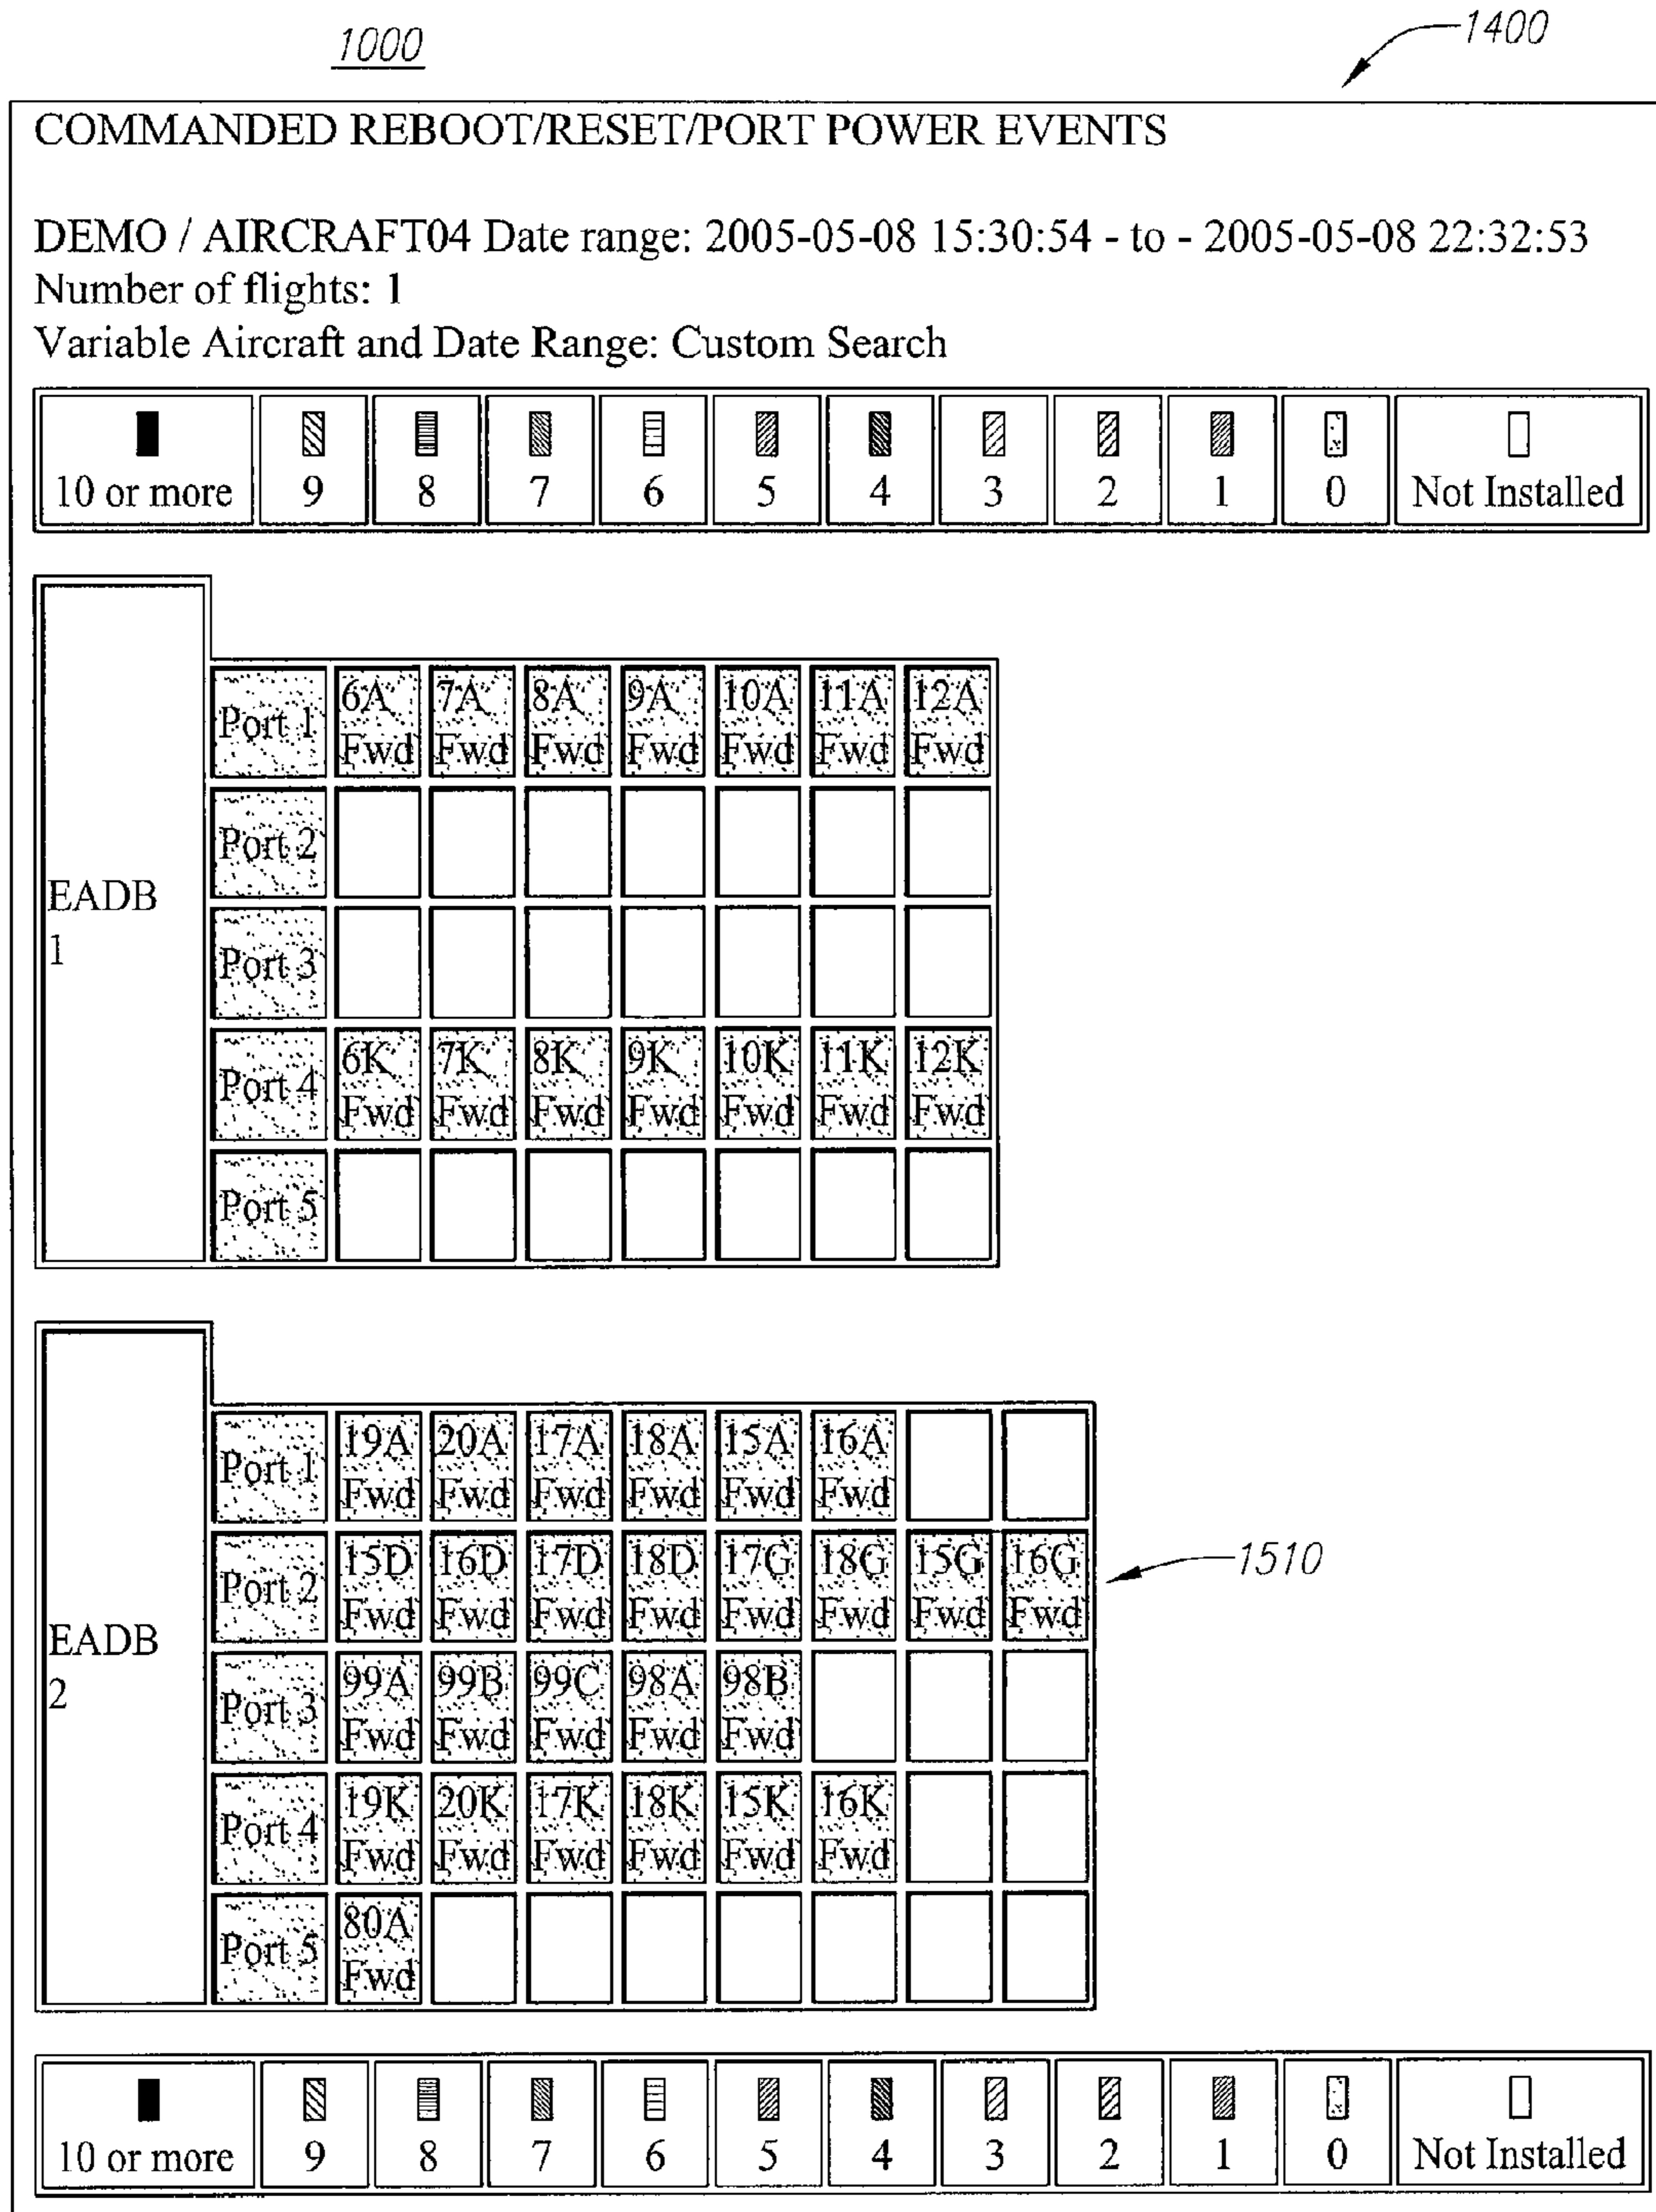 1000
1400
COMMANDED REBOOT/RESET/PORT POWER EVENTS
DEMO / AIRCRAFT04 Date range: 2005-05-08 15:30:54 - to - 2005-05-08 22:32:53
Number of flights: 1
Variable Aircraft and Date Range: Custom Search
10 or more 9 8 7 6 5 4 3 2 1 0 Not Installed
EADB
1
Port 1
6A Fwd 7A Fwd 8A Fwd 9A Fwd 10A Fwd 11A Fwd 12A Fwd
Port 2
Port 3
Port 4
6K Fwd 7K Fwd 8K Fwd 9K Fwd 10K Fwd 11K Fwd 12K Fwd
Port 5
EADB
2
Port 1
19A Fwd 20A Fwd 17A Fwd 18A Fwd 15A Fwd 16A Fwd
Port 2
15D Fwd 16D Fwd 17D Fwd 18D Fwd 17G Fwd 18G Fwd 15G Fwd 16G Fwd
1510
Port 3
99A Fwd 99B Fwd 99C Fwd 98A Fwd 98B Fwd
Port 4
19K Fwd 20K Fwd 17K Fwd 18K Fwd 15K Fwd 16K Fwd
Port 5
80A Fwd
10 or more 9 8 7 6 5 4 3 2 1 0 Not Installed